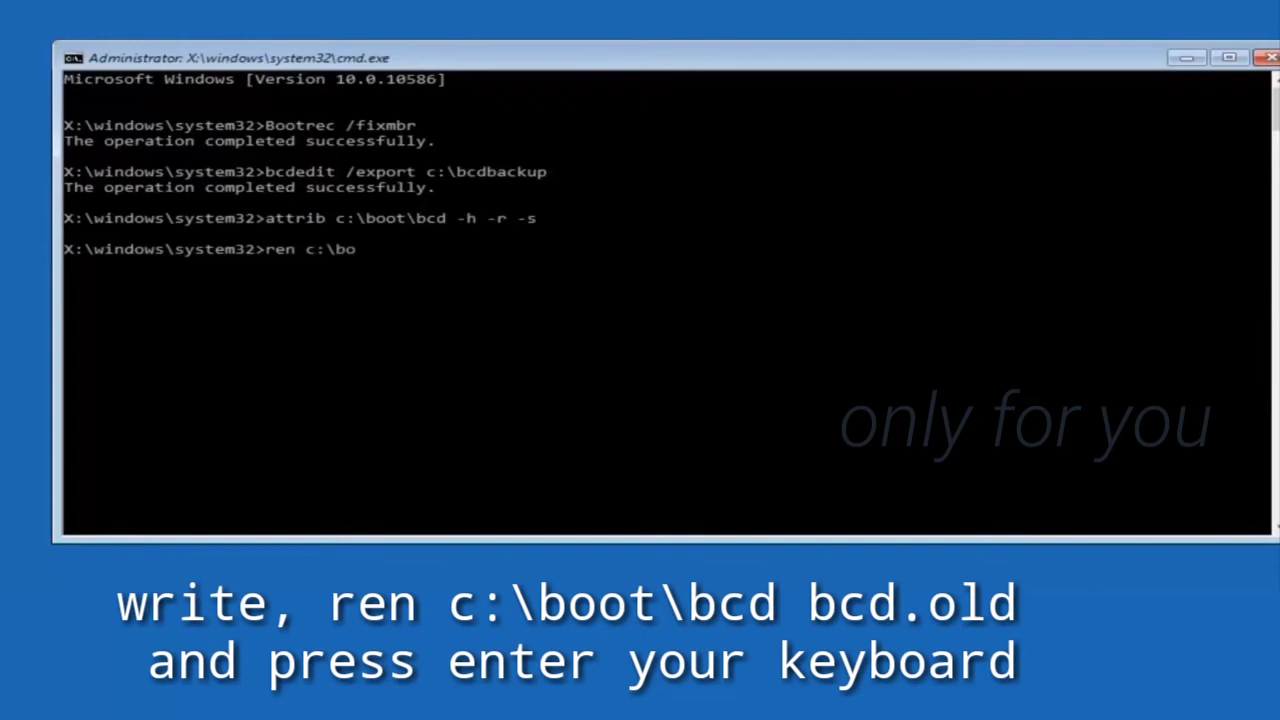 Administrator: X:\windows\system32\cmd.exe
Microsoft Windows [Version 10.0.10586]
X:\windows\system32>Bootrec /fixmbr
The operation completed successfully.
X:\windows\system32>bcdedit /export c:\bcdbackup
The operation completed successfully.
X:\windows\system32>attrib c:\boot\bcd -h -r -s
X:\windows\system32>ren c:\bo
only for you
write, ren c:\boot\bcd bcd.old
and press enter your keyboard